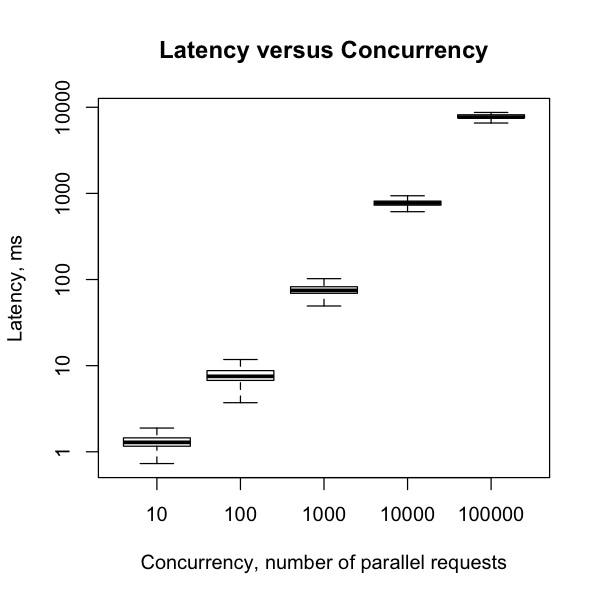 Latency versus Concurrency
Latency, ms
10000
1000
100
10
1
10 100 1000 10000 100000
Concurrency, number of parallel requests